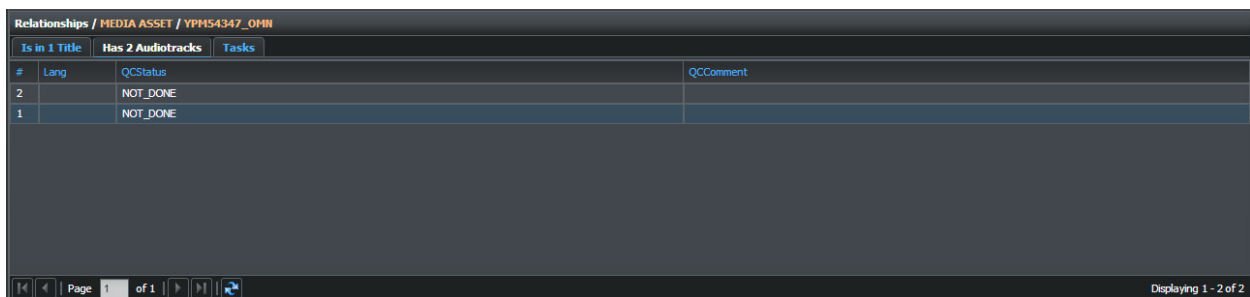 Relationships / MEDIA ASSET / YPM54347_OMN
Is in 1 Title Has 2 Audiotracks Tasks
# Lang QCStatus QCComment
2 NOT_DONE
1 NOT_DONE
Page 1 of 1 Displaying 1 - 2 of 2